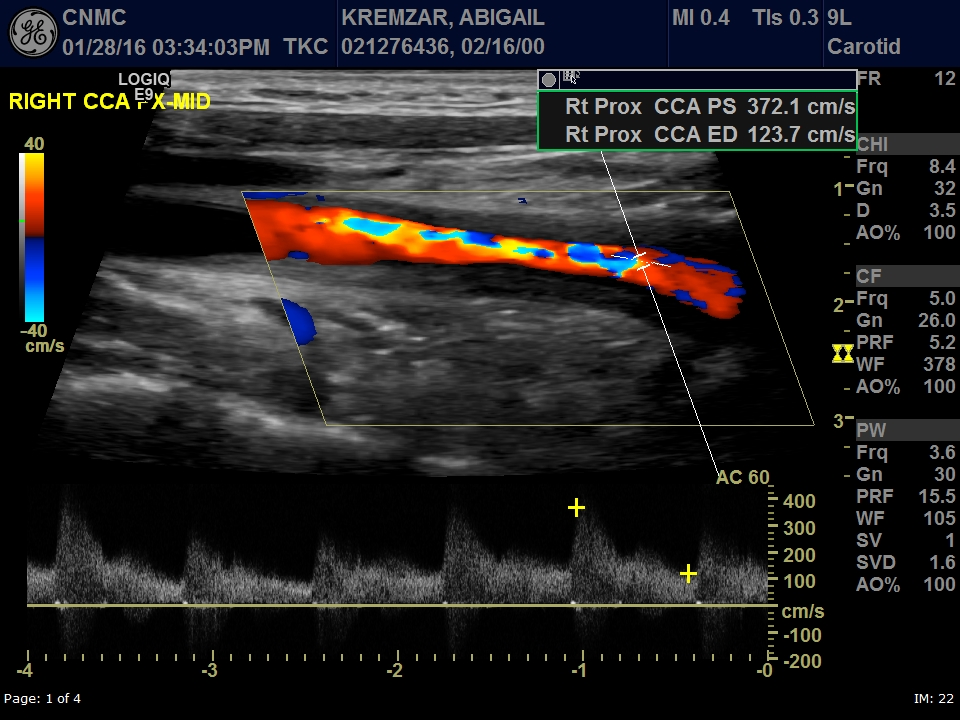 CNMC
01/28/16 03:34:03PM TKC
KREMZAR, ABIGAIL
021276436, 02/16/00
MI 0.4 TIs 0.3 9L
Carotid
LOGIQ
E9
RIGHT CCA PX-MID
Rt Prox CCA PS 372.1 cm/s
Rt Prox CCA ED 123.7 cm/s
FR 12
CHI
Frq 8.4
Gn 32
D 3.5
AO% 100
CF
Frq 5.0
Gn 26.0
PRF 5.2
WF 378
AO% 100
PW
Frq 3.6
Gn 30
PRF 15.5
WF 105
SV 1
SVD 1.6
AO% 100
40
-40
cm/s
1
2
3
AC 60
400
300
200
100
cm/s
-100
-200
-4 -3 -2 -1 -0
Page: 1 of 4
IM: 22